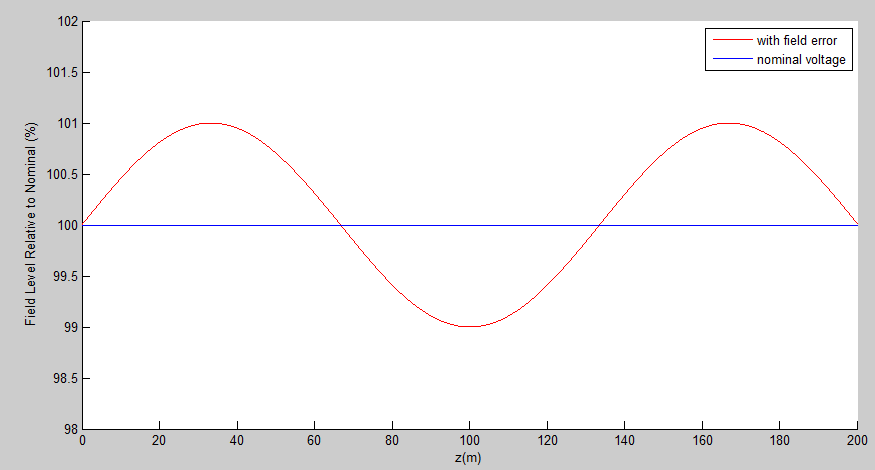 102
101.5
101
100.5
100
99.5
99
98.5
98
Field Level Relative to Nominal (%)
with field error
nominal voltage
0 20 40 60 80 100 120 140 160 180 200
z(m)